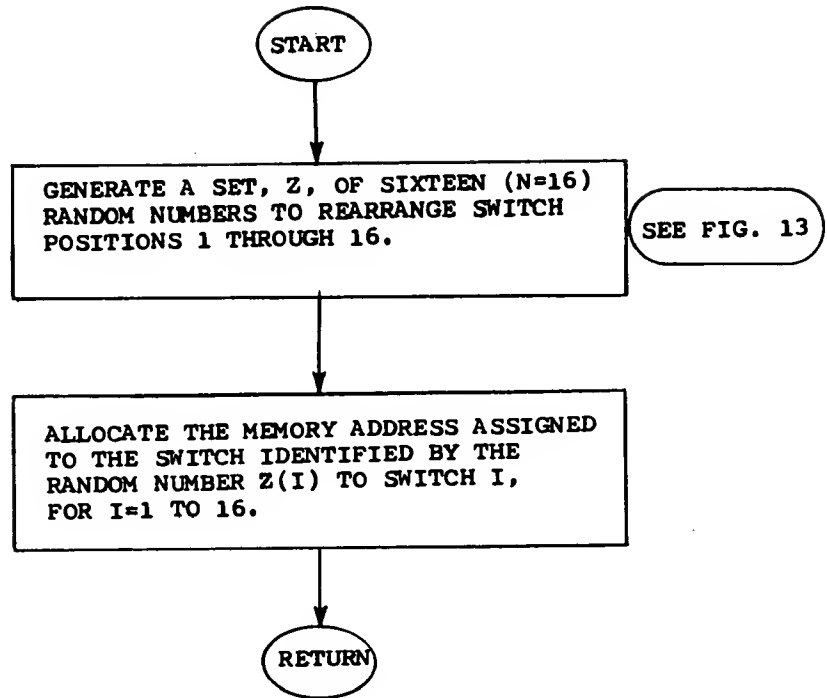 START
GENERATE A SET, Z, OF SIXTEEN (N=16)
RANDOM NUMBERS TO REARRANGE SWITCH
POSITIONS 1 THROUGH 16.
SEE FIG. 13
ALLOCATE THE MEMORY ADDRESS ASSIGNED
TO THE SWITCH IDENTIFIED BY THE
RANDOM NUMBER Z(I) TO SWITCH I,
FOR I=1 TO 16.
RETURN